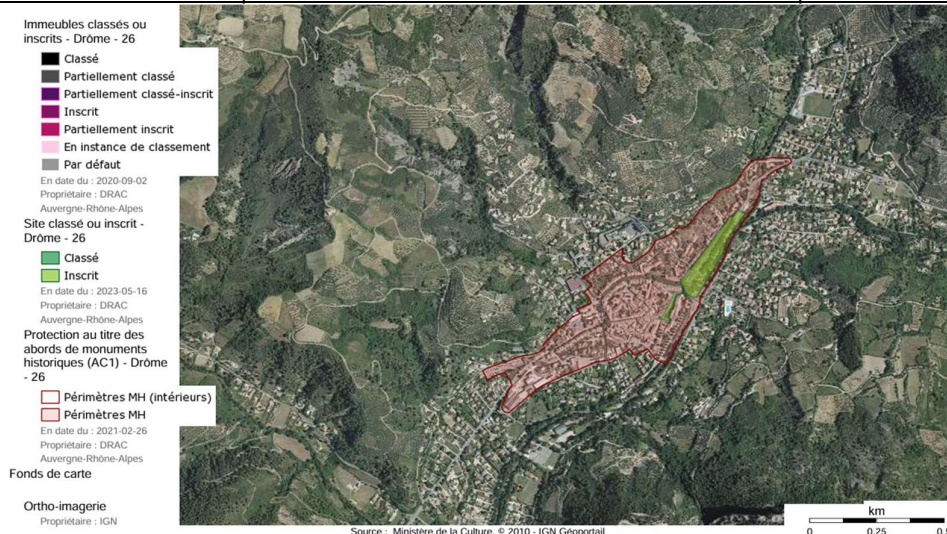 Immeubles classés ou
inscrits - Drôme - 26
Classé
Partiellement classé
Partiellement classé-inscrit
Inscrit
Partiellement inscrit
En instance de classement
Par défaut
En date du : 2020-09-02
Propriétaire : DRAC
Auvergne-Rhône-Alpes
Site classé ou inscrit -
Drôme - 26
Classé
Inscrit
En date du : 2023-05-16
Propriétaire : DRAC
Auvergne-Rhône-Alpes
Protection au titre des
abords de monuments
historiques (AC1) - Drôme
- 26
Périmètres MH (intérieurs)
Périmètres MH
En date du : 2021-02-26
Propriétaire : DRAC
Auvergne-Rhône-Alpes
Fonds de carte
Ortho-imagerie
Propriétaire : IGN
Source : Ministère de la Culture, © 2010 - IGN Géoportail
km
0 0.25 0.5